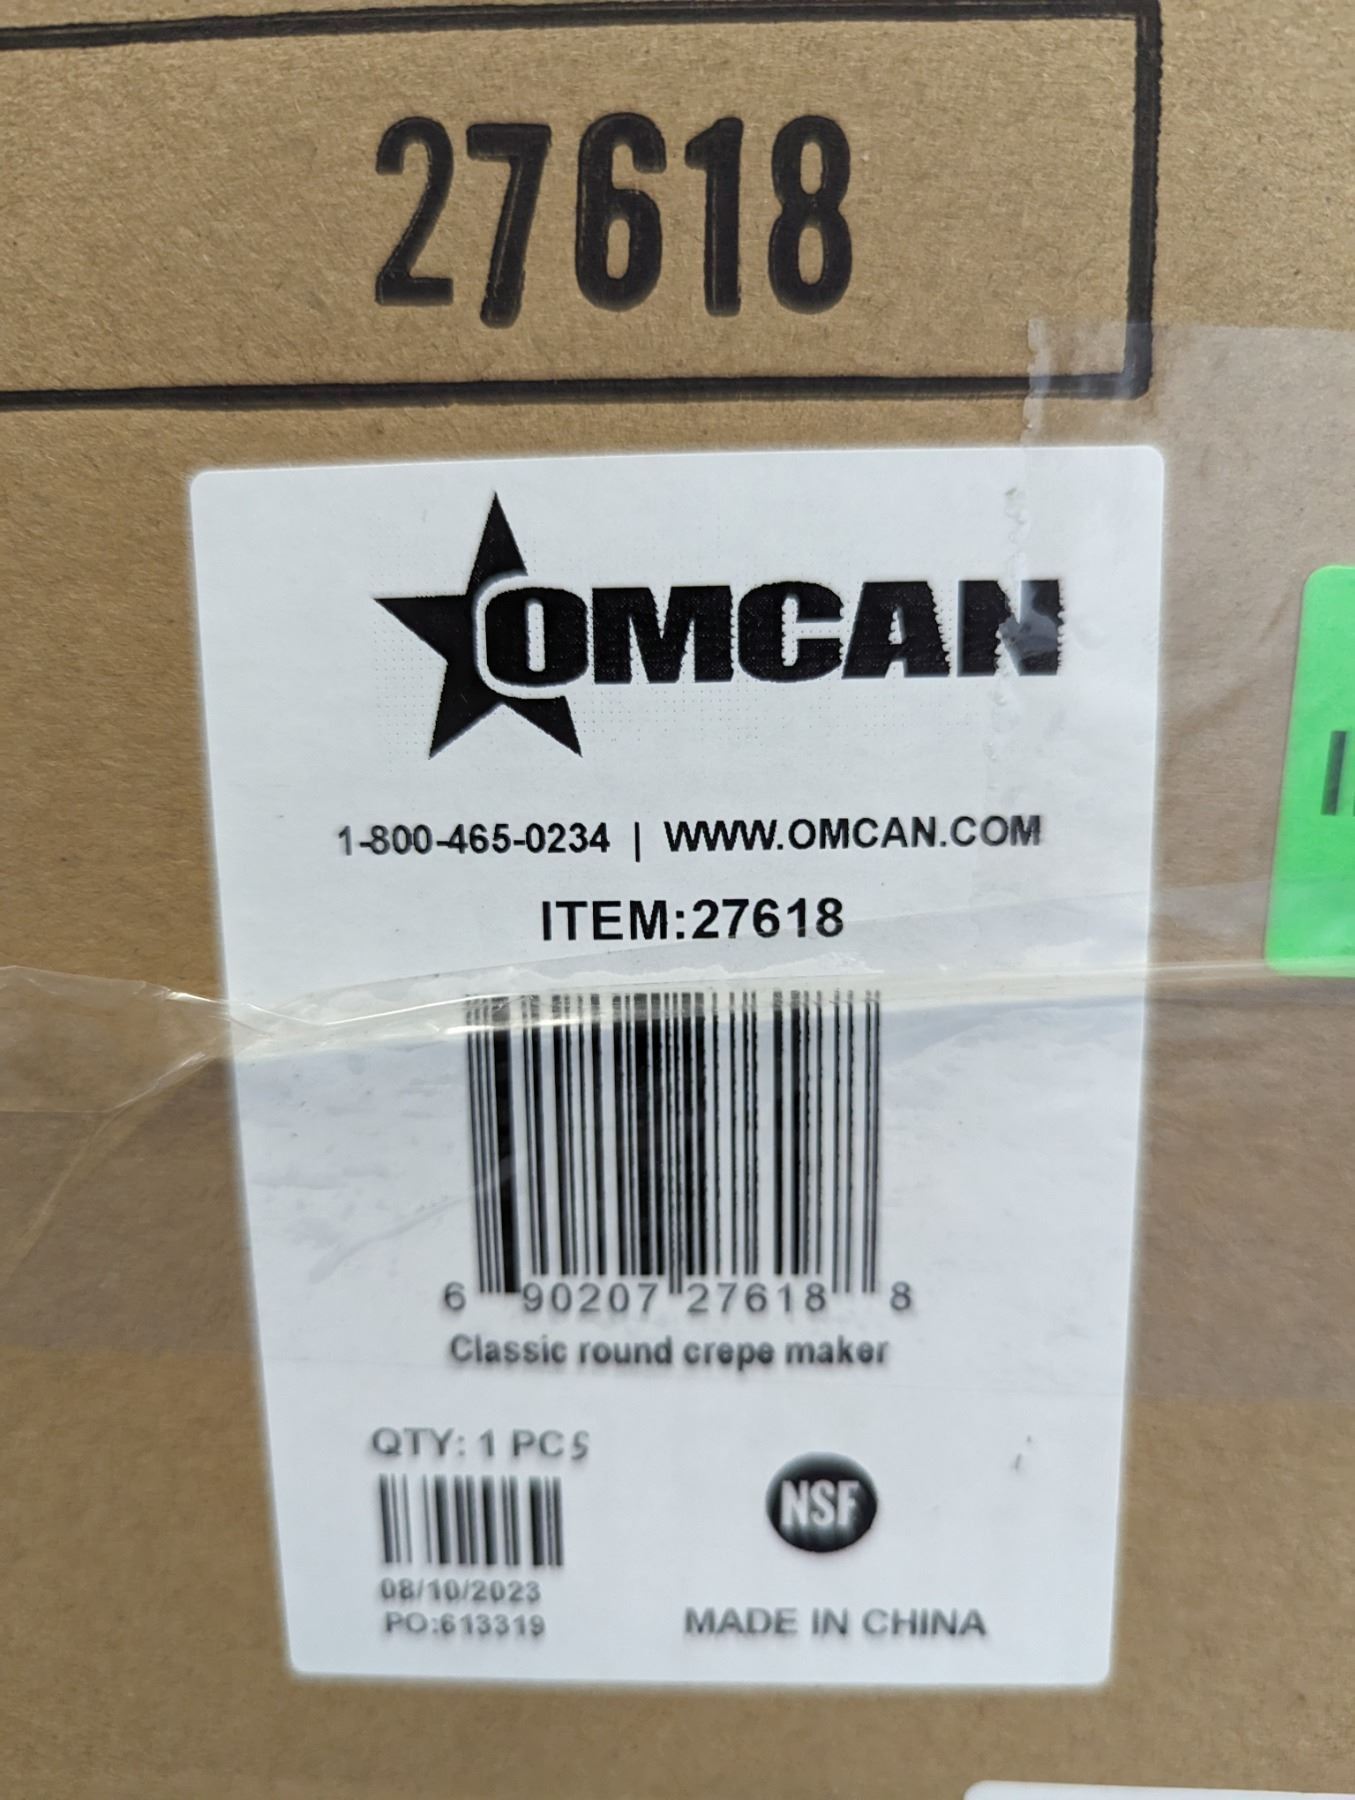 27618
OMCAN
1-800-465-0234 | WWW.OMCAN.COM
ITEM:27618
6 90207 27618 8
Classic round crepe maker
QTY: 1 PCS
NSF
08/10/2023
PO:613319
MADE IN CHINA